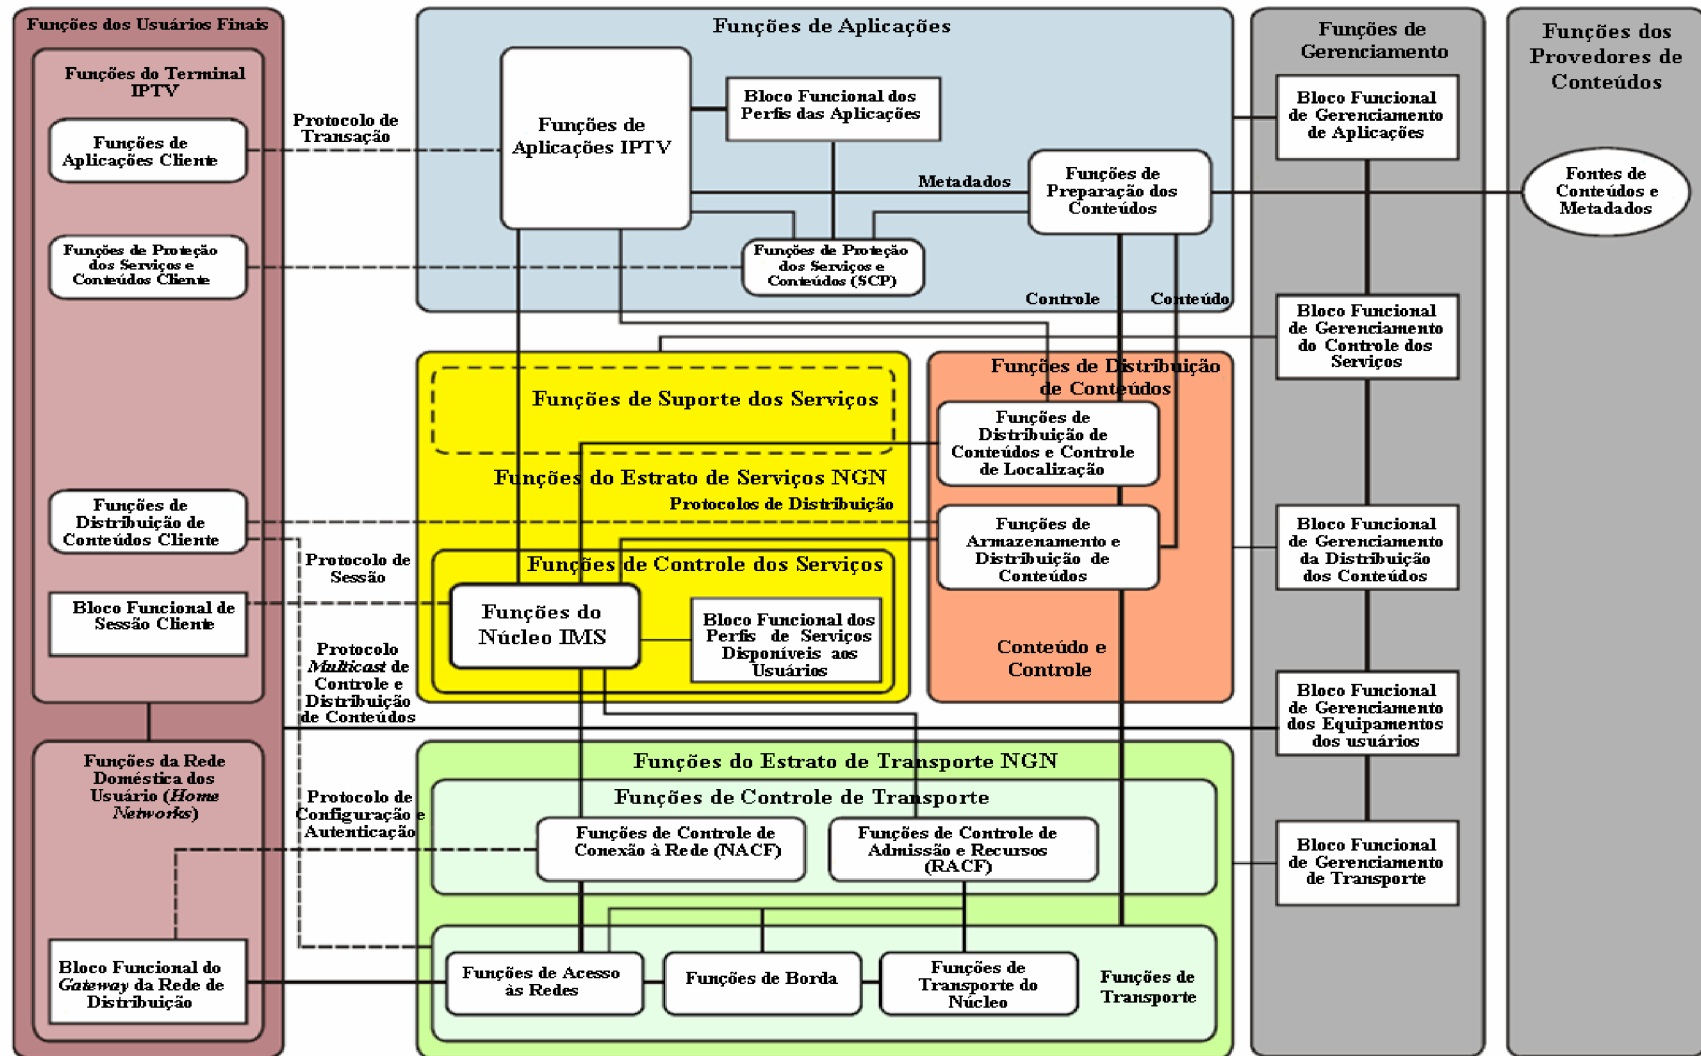 Funções dos Usuários Finais
Funções do Terminal
IPTV
Funções de
Aplicações Cliente
Funções de Proteção
dos Serviços e
Conteúdos Cliente
Funções de
Distribuição de
Conteúdos Cliente
Bloco Funcional de
Sessão Cliente
Funções da Rede
Doméstica dos
Usuário (Home
Networks)
Bloco Funcional do
Gateway da Rede de
Distribuição
Protocolo de
Transação
Protocolo de
Sessão
Protocolo
Multicast de
Controle e
Distribuição
de Conteúdos
Protocolo de
Configuração e
Autenticação
Funções de Aplicações
Funções de
Aplicações IPTV
Bloco Funcional dos
Perfis das Aplicações
Metadados
Funções de
Preparação dos
Conteúdos
Funções de Proteção
dos Serviços e
Conteúdos (SCP)
Controle
Conteúdo
Funções de Suporte dos Serviços
Funções do Estrato de Serviços NGN
Protocolos de Distribuição
Funções de Controle dos Serviços
Funções do
Núcleo IMS
Bloco Funcional dos
Perfis de Serviços
Disponíveis aos
Usuários
Funções de Distribuição
de Conteúdos
Funções de
Distribuição de
Conteúdos e Controle
de Localização
Funções de
Armazenamento e
Distribuição de
Conteúdos
Conteúdo e
Controle
Funções do Estrato de Transporte NGN
Funções de Controle de Transporte
Funções de Controle de
Conexão à Rede (NACF)
Funções de Controle de
Admissão e Recursos
(RACF)
Funções de Acesso
às Redes
Funções de Borda
Funções de
Transporte do
Núcleo
Funções de
Transporte
Funções de
Gerenciamento
Bloco Funcional
de Gerenciamento
de Aplicações
Bloco Funcional
de Gerenciamento
do Controle dos
Serviços
Bloco Funcional
de Gerenciamento
da Distribuição
dos Conteúdos
Bloco Funcional
de Gerenciamento
dos Equipamentos
dos usuários
Bloco Funcional
de Gerenciamento
de Transporte
Funções dos
Provedores de
Conteúdos
Fontes de
Conteúdos e
Metadados